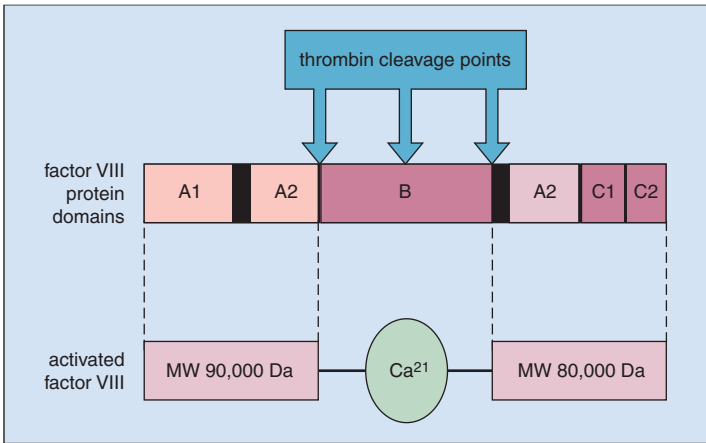 thrombin cleavage points
factor VIII
protein
domains
A1
A2
B
A2
C1
C2
activated
factor VIII
MW 90,000 Da
Ca²¹
MW 80,000 Da